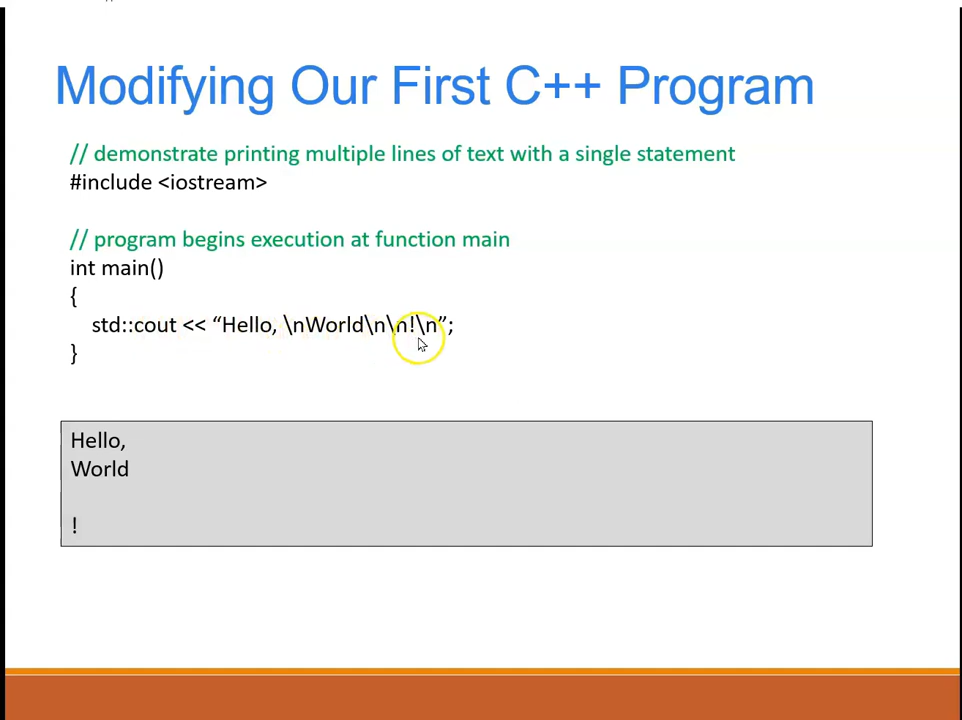 Modifying Our First C++ Program
// demonstrate printing multiple lines of text with a single statement
#include <iostream>
// program begins execution at function main
int main()
{
std::cout << “Hello, \nWorld\n\n!\n”;
}
Hello,
World
!